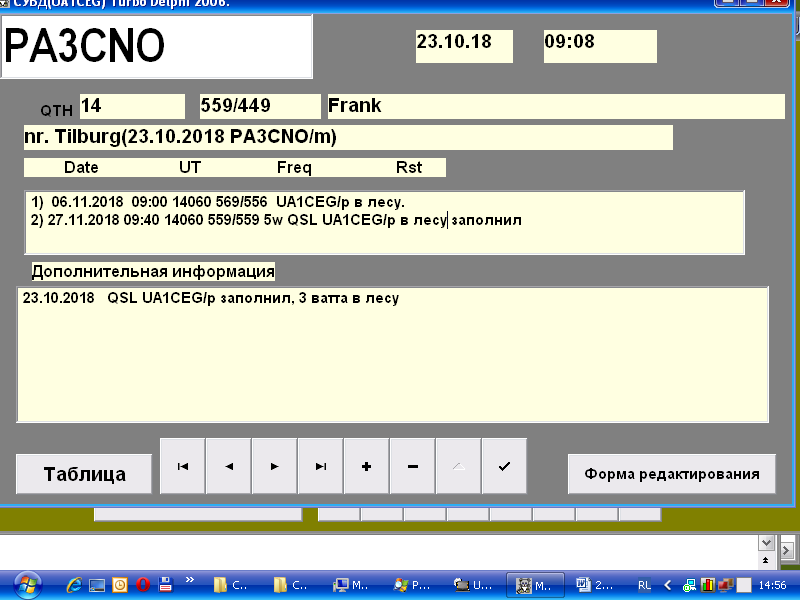 СУБД(UA1CEG) Turbo Delphi 2006.
PA3CNO
23.10.18 09:08
QTH 14 559/449 Frank
nr. Tilburg(23.10.2018 PA3CNO/m)
Date UT Freq Rst
1) 06.11.2018 09:00 14060 569/556 UA1CEG/p в лесу.
2) 27.11.2018 09:40 14060 559/559 5w QSL UA1CEG/p в лесу заполнил
Дополнительная информация
23.10.2018 QSL UA1CEG/p заполнил, 3 ватта в лесу
Таблица
Форма редактирования
C.. C.. M.. P... U... M.. 2... RL 14:56